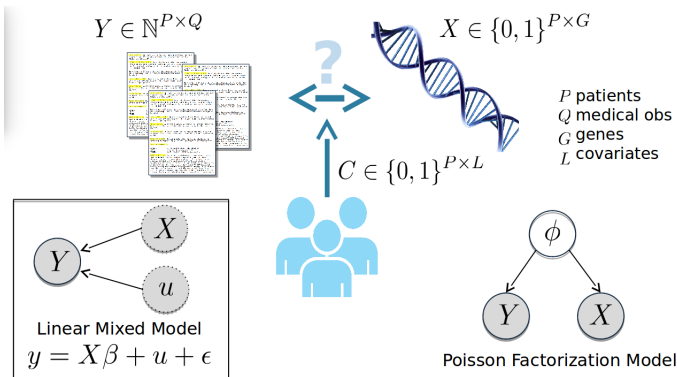 Y ∈ ℕ^{P×Q}
?
X ∈ {0,1}^{P×G}
P patients
Q medical obs
G genes
L covariates
C ∈ {0,1}^{P×L}
X
Y
u
Linear Mixed Model
y = Xβ + u + ϵ
ϕ
Y X
Poisson Factorization Model